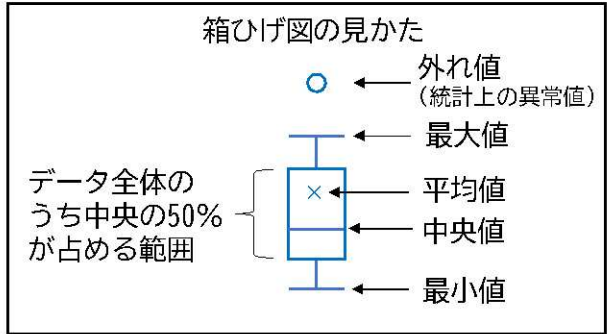 箱ひげ図の見かた
外れ値
（統計上の異常値）
最大値
データ全体の
うち中央の50%
が占める範囲
平均値
中央値
最小値